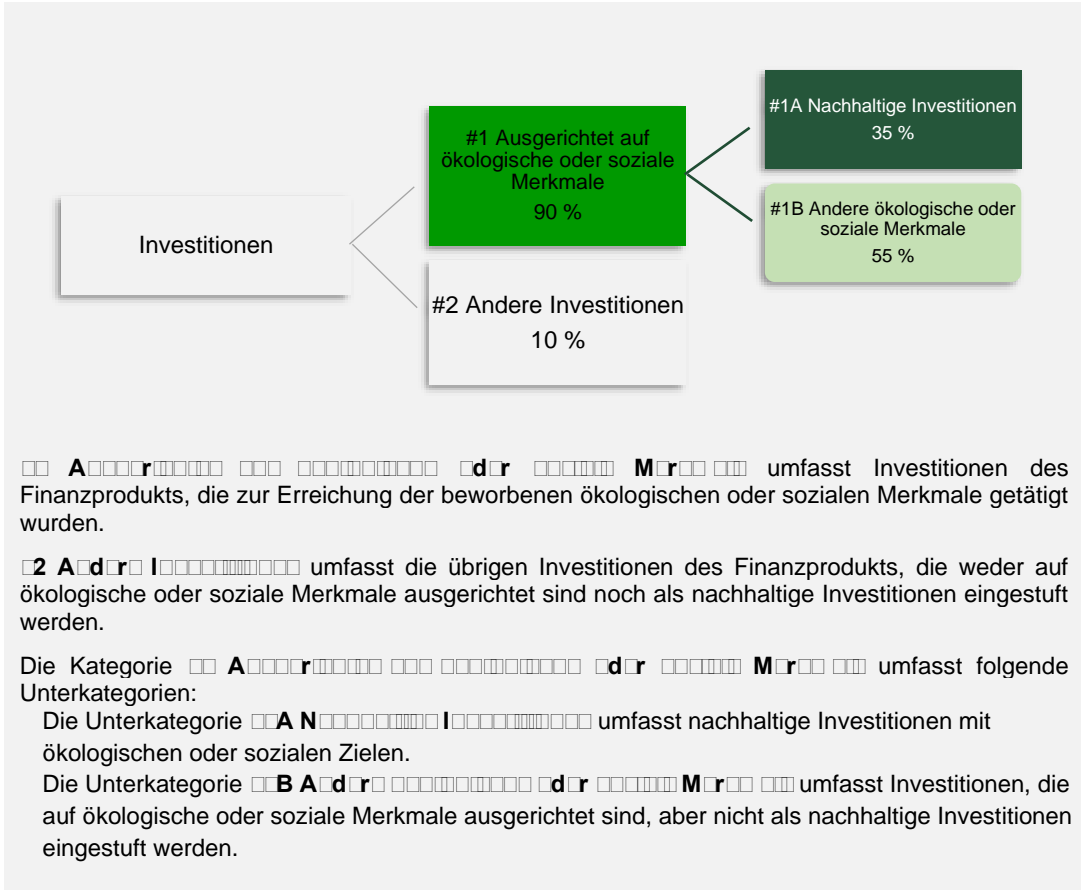 #1A Nachhaltige Investitionen
35 %
#1 Ausgerichtet auf
ökologische oder soziale
Merkmale
90 %
#1B Andere ökologische oder
soziale Merkmale
55 %
Investitionen
#2 Andere Investitionen
10 %
umfasst Investitionen des
Finanzprodukts, die zur Erreichung der beworbenen ökologischen oder sozialen Merkmale getätigt
wurden.
umfasst die übrigen Investitionen des Finanzprodukts, die weder auf
ökologische oder soziale Merkmale ausgerichtet sind noch als nachhaltige Investitionen eingestuft
werden.
Die Kategorie umfasst folgende
Unterkategorien:
Die Unterkategorie umfasst nachhaltige Investitionen mit
ökologischen oder sozialen Zielen.
Die Unterkategorie umfasst Investitionen, die
auf ökologische oder soziale Merkmale ausgerichtet sind, aber nicht als nachhaltige Investitionen
eingestuft werden.